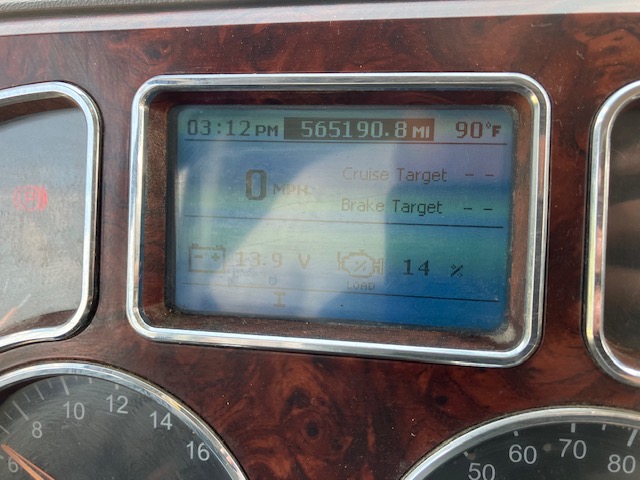 03:12 PM 565190.8 MI 90°F
0 MPH Cruise Target - -
Brake Target - -
13.9 V 14 %
LOAD
I
6 8 10 12 14 16
50 60 70 80